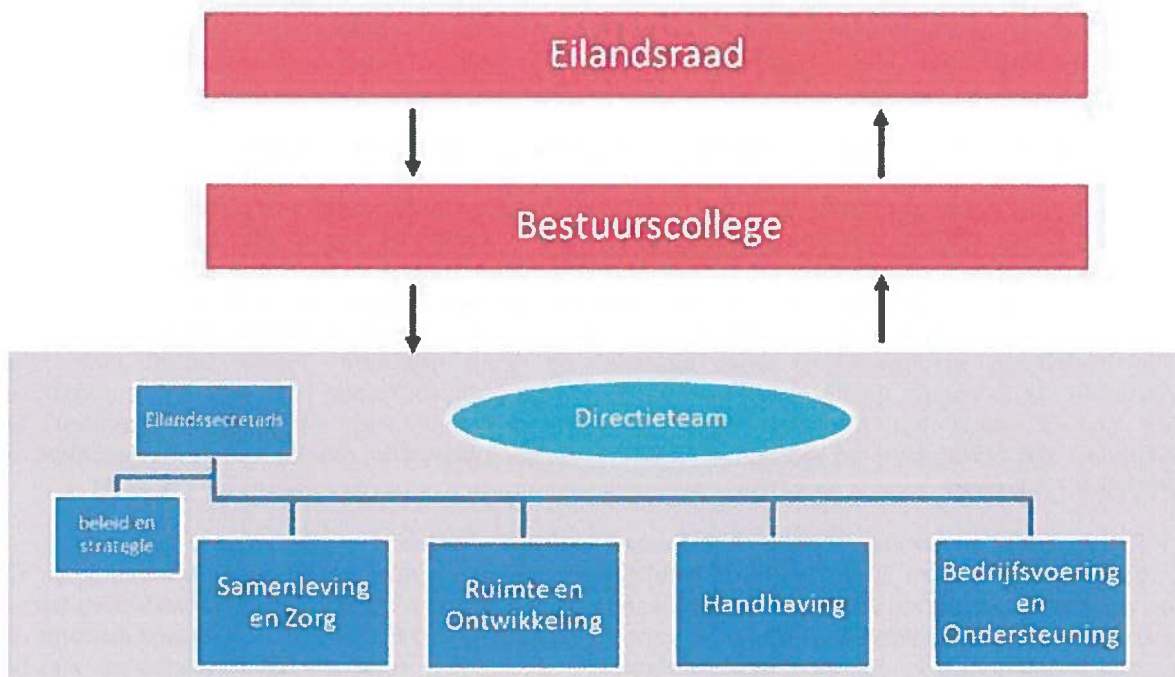 Eilandsraad
Bestuurscollege
Eilandssecretaris
Directieteam
beleid en
strategie
Samenleving
en Zorg
Ruimte en
Ontwikkeling
Handhaving
Bedrijfsvoering
en
Ondersteuning